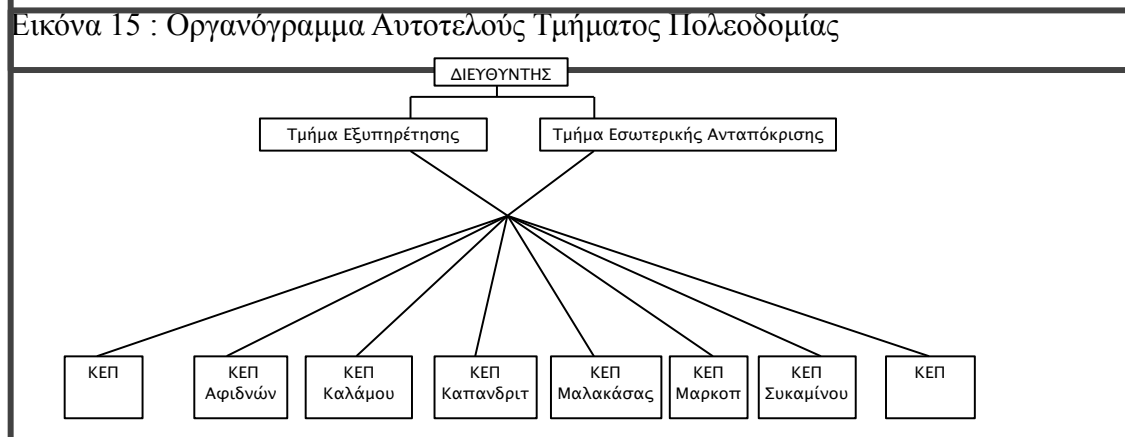 Εικόνα 15 : Οργανόγραμμα Αυτοτελούς Τμήματος Πολεοδομίας
ΔΙΕΥΘΥΝΤΗΣ
Τμήμα Εξυπηρέτησης
Τμήμα Εσωτερικής Ανταπόκρισης
ΚΕΠ
ΚΕΠ
Αφιδνών
ΚΕΠ
Καλάμου
ΚΕΠ
Καπανδριτ
ΚΕΠ
Μαλακάσας
ΚΕΠ
Μαρκοπ
ΚΕΠ
Συκαμίνου
ΚΕΠ